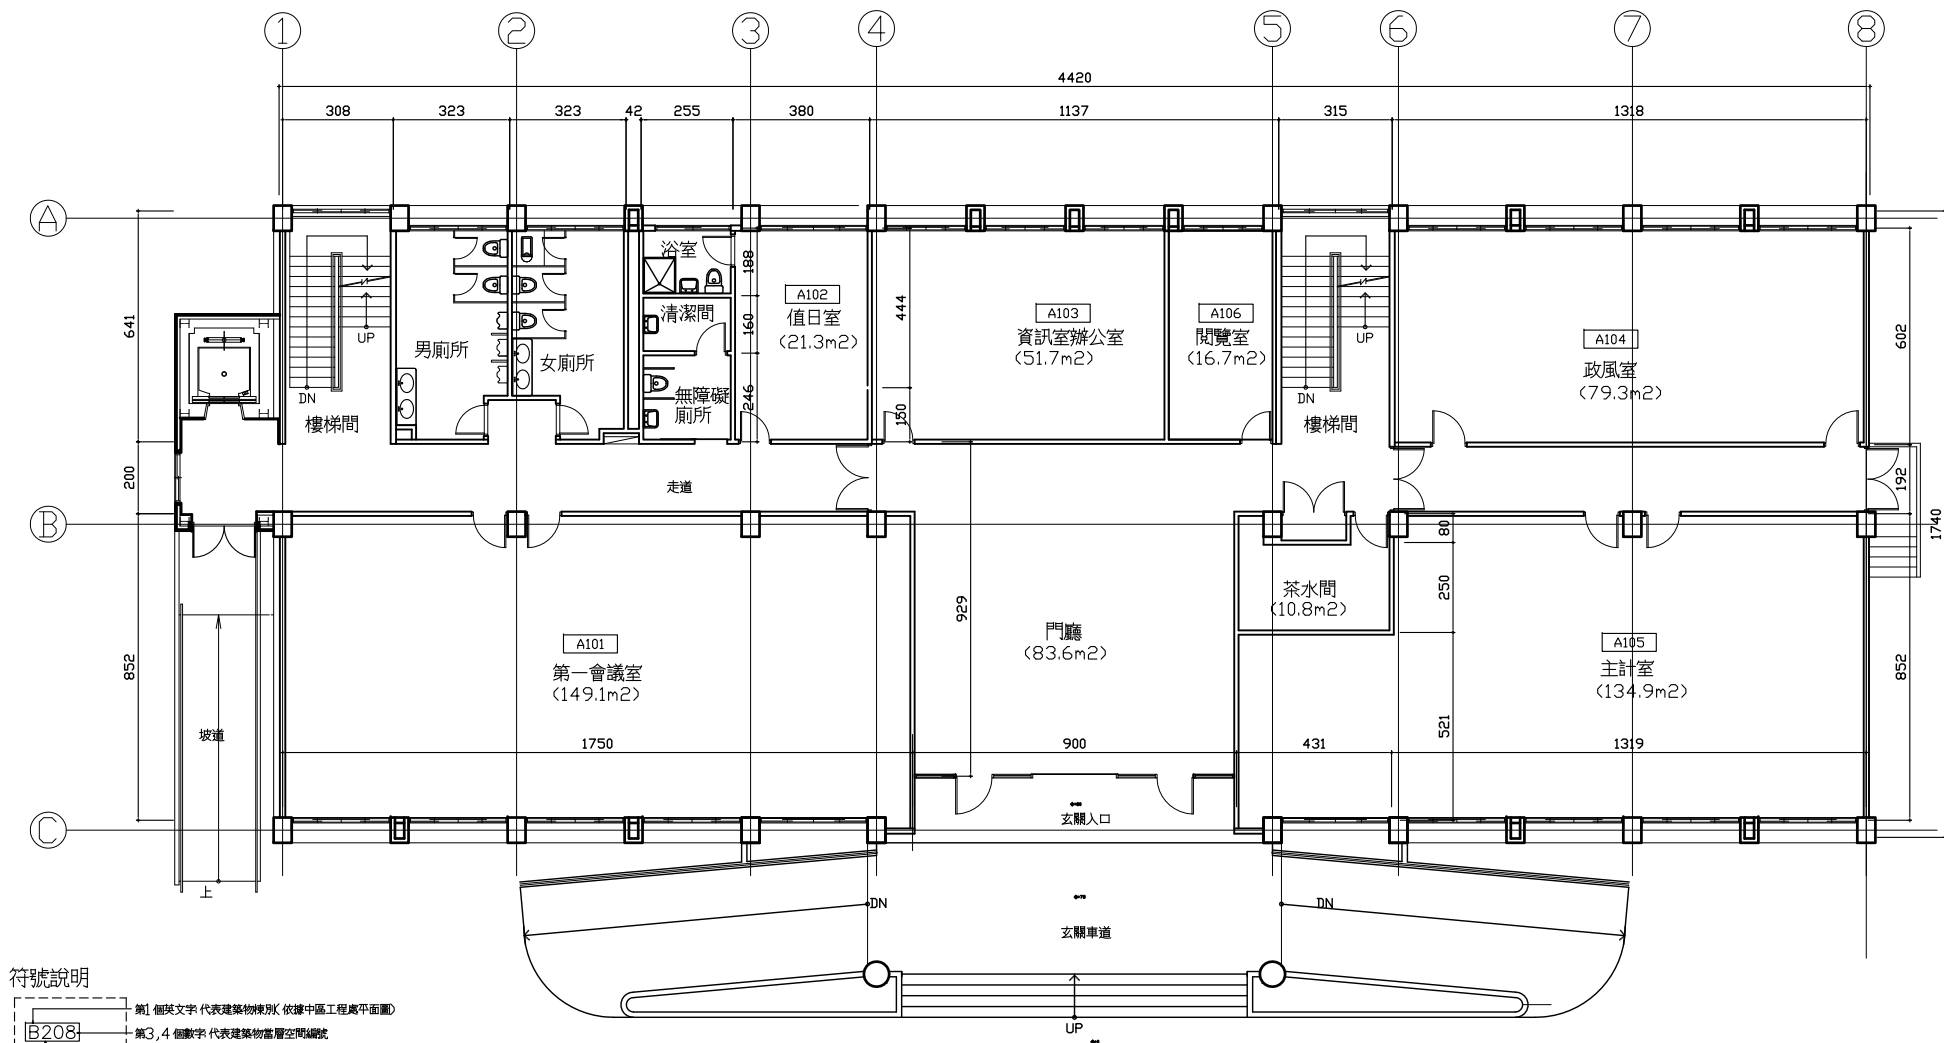 1 2 3 4 5 6 7 8
4420
308 323 323 42 255 380 1137 315 1318
A
浴室
188
A102
值日室
(21.3m2)
444
A103
資訊室辦公室
(51.7m2)
A106
閱覽室
(16.7m2)
A104
政風室
(79.3m2)
641
602
清潔間
160
UP
UP
男廁所
女廁所
無障礙
廁所
246
150
DN
DN
樓梯間
樓梯間
200
走道
192
B
80
1740
茶水間
(10.8m2)
250
929
門廳
(83.6m2)
A101
第一會議室
(149.1m2)
A105
主計室
(134.9m2)
852
852
坡道
521
1750 900 431 1319
玄關入口
C
上
DN
DN
玄關車道
UP
符號說明
第1 個英文字 代表建築物棟別( 依據中區工程處平面圖)
B208
第3,4 個數字 代表建築物當層空間編號